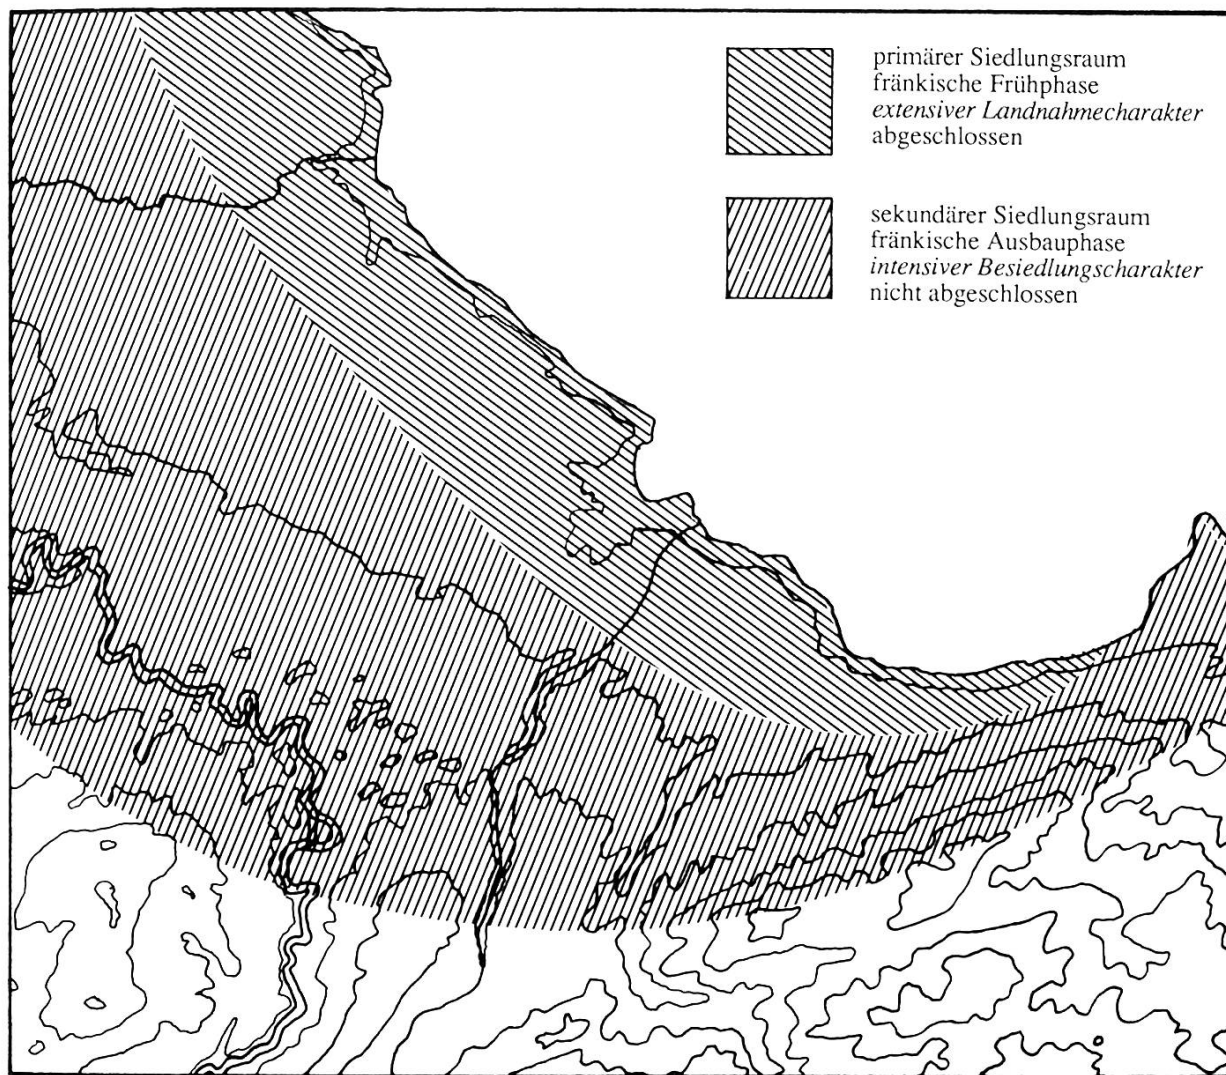 primärer Siedlungsraum
fränkische Frühphase
extensiver Landnahmecharakter
abgeschlossen
sekundärer Siedlungsraum
fränkische Ausbauphase
intensiver Besiedlungscharakter
nicht abgeschlossen